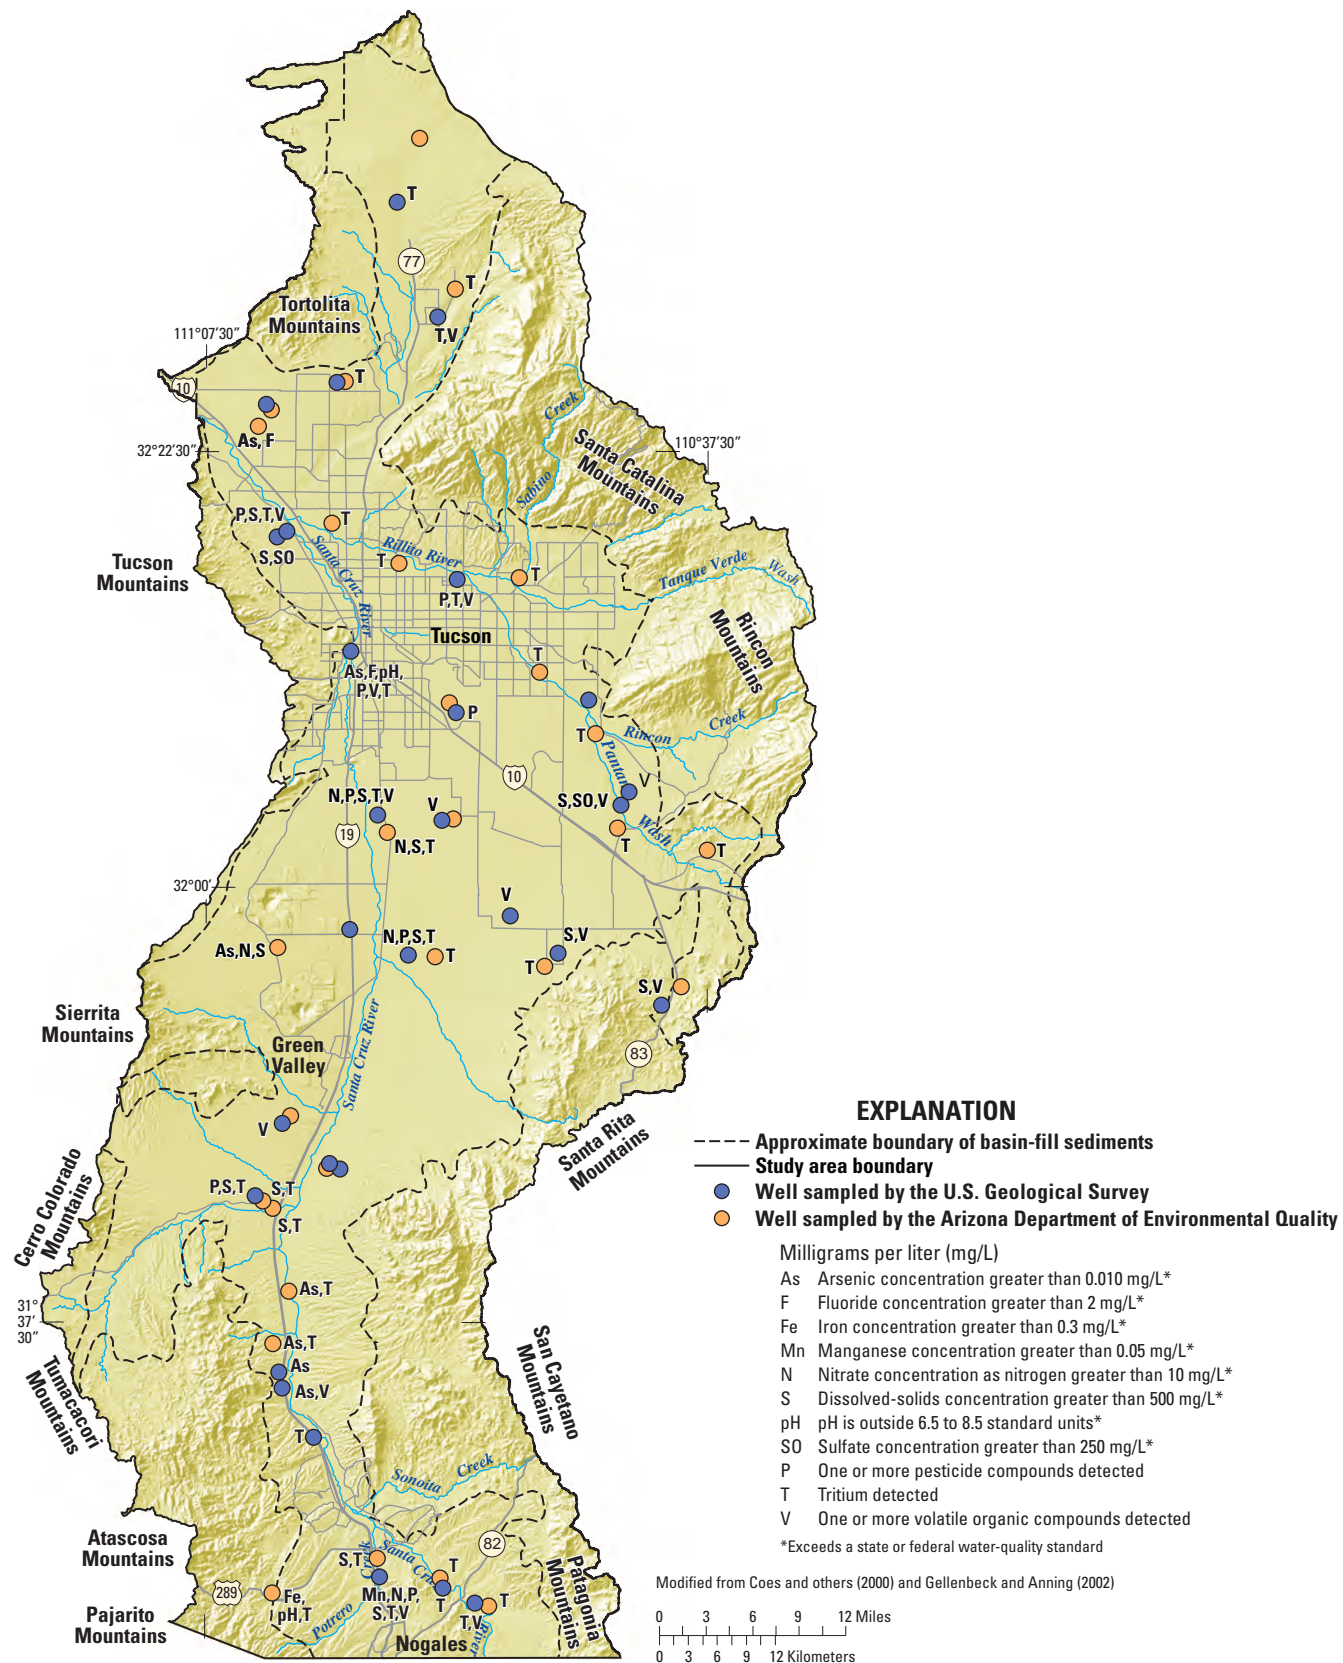 T
77
T
Tortolita
Mountains
T,V
111°07'30"
10
T
As, F
32°22'30"
110°37'30"
Creek
Sabino
Santa Catalina
Mountains
P,S,T,V
T
S,SO
Santa Cruz River
Rillito River
T
T
P,T,V
Tanque Verde Wash
Tucson
Mountains
Tucson
Rincon
Mountains
As,F,pH,
P,V,T
T
P
T
Rincon Creek
Pantano
Wash
10
V
S,SO,V
N,P,S,T,V
V
19
N,S,T
T
T
32°00'
V
As,N,S
N,P,S,T
T
S,V
T
S,V
Sierrita
Mountains
Green
Valley
Santa Cruz River
83
V
Santa Rita
Mountains
Cerro Colorado
Mountains
P,S,T
S,T
S,T
As,T
31°
37'
30"
As,T
As
As,V
San Cayetano
Mountains
Tumacacori
Mountains
T
Sonoita Creek
Atascosa
Mountains
82
S,T
Santa Cruz
River
T
289
Fe,
pH,T
Creek
Potrero
Mn,N,P,
S,T,V
T
T,V
T
Patagonia
Mountains
Pajarito
Mountains
Nogales
EXPLANATION
Approximate boundary of basin-fill sediments
Study area boundary
Well sampled by the U.S. Geological Survey
Well sampled by the Arizona Department of Environmental Quality
Milligrams per liter (mg/L)
As Arsenic concentration greater than 0.010 mg/L*
F Fluoride concentration greater than 2 mg/L*
Fe Iron concentration greater than 0.3 mg/L*
Mn Manganese concentration greater than 0.05 mg/L*
N Nitrate concentration as nitrogen greater than 10 mg/L*
S Dissolved-solids concentration greater than 500 mg/L*
pH pH is outside 6.5 to 8.5 standard units*
SO Sulfate concentration greater than 250 mg/L*
P One or more pesticide compounds detected
T Tritium detected
V One or more volatile organic compounds detected
*Exceeds a state or federal water-quality standard
Modified from Coes and others (2000) and Gellenbeck and Anning (2002)
0 3 6 9 12 Miles
0 3 6 9 12 Kilometers